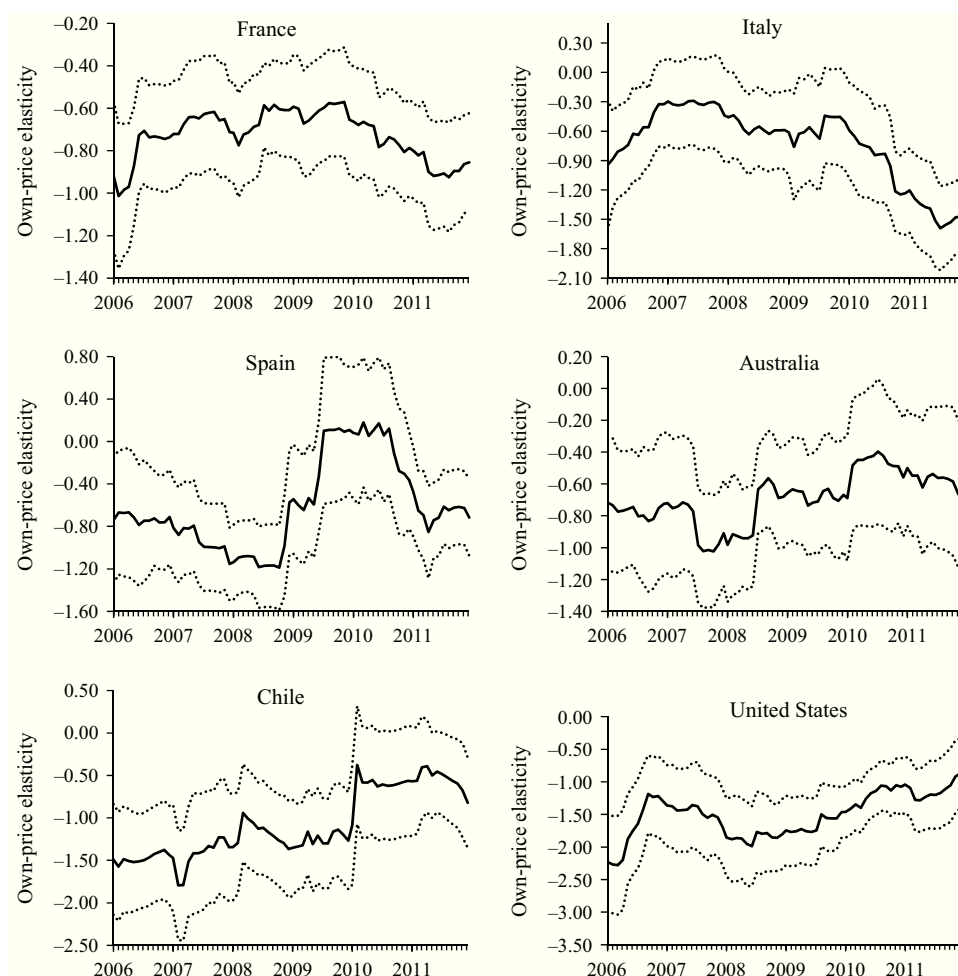 France
Own-price elasticity
–0.20
–0.40
–0.60
–0.80
–1.00
–1.20
–1.40
2006 2007 2008 2009 2010 2011
Italy
Own-price elasticity
0.30
0.00
–0.30
–0.60
–0.90
–1.20
–1.50
–1.80
–2.10
2006 2007 2008 2009 2010 2011
Spain
Own-price elasticity
0.80
0.40
0.00
–0.40
–0.80
–1.20
–1.60
2006 2007 2008 2009 2010 2011
Australia
Own-price elasticity
0.20
0.00
–0.20
–0.40
–0.60
–0.80
–1.00
–1.20
–1.40
2006 2007 2008 2009 2010 2011
Chile
Own-price elasticity
0.50
0.00
–0.50
–1.00
–1.50
–2.00
–2.50
2006 2007 2008 2009 2010 2011
United States
Own-price elasticity
0.00
–0.50
–1.00
–1.50
–2.00
–2.50
–3.00
–3.50
2006 2007 2008 2009 2010 2011